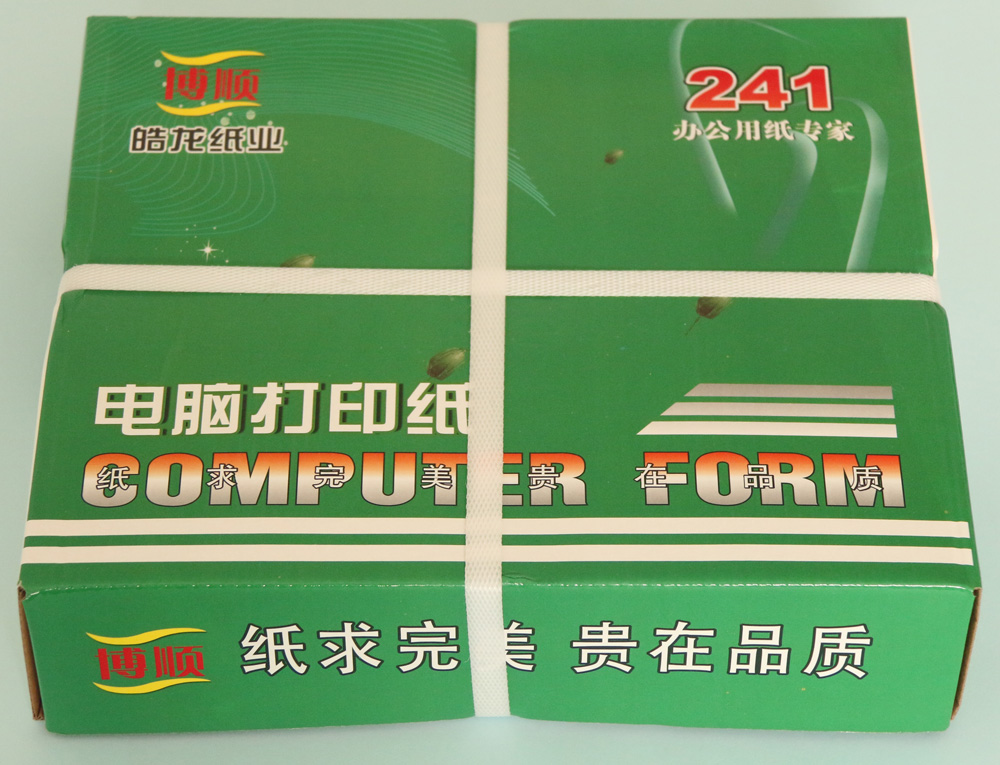 博顺
皓龙纸业
241
办公用纸专家
电脑打印纸
COMPUTER FORM
纸求完美贵在品质
博顺
纸求完美 贵在品质